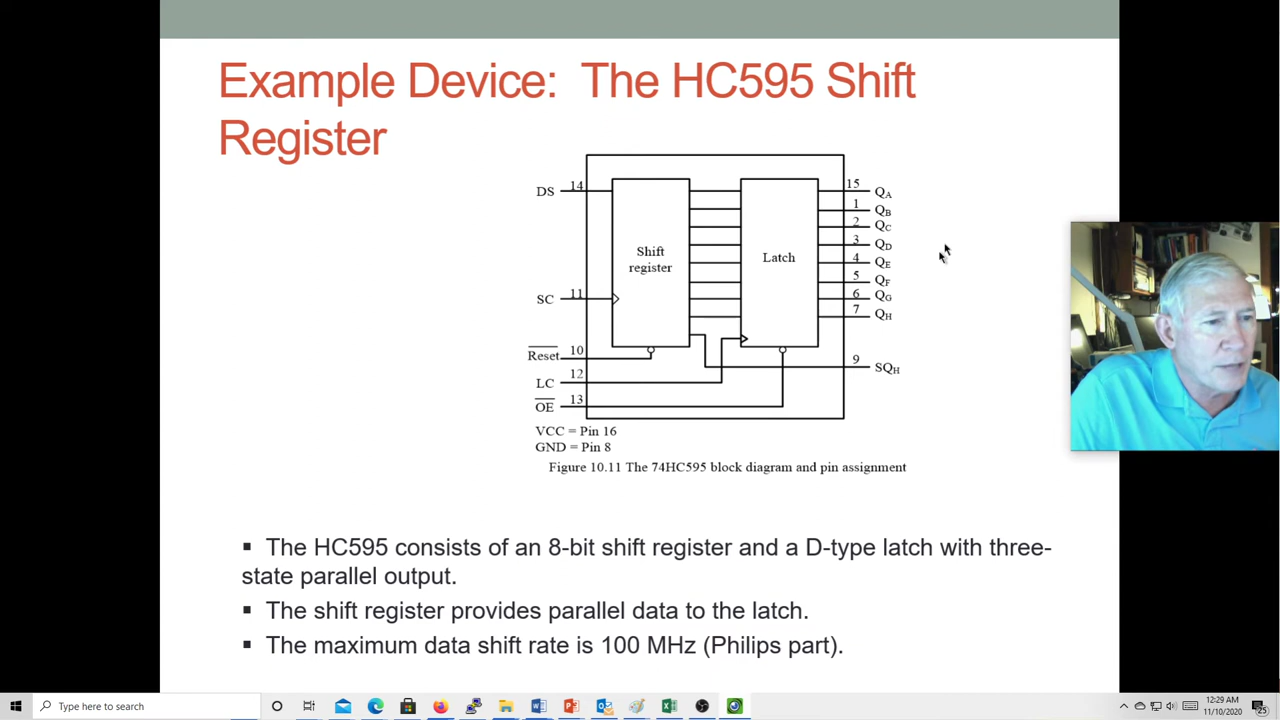 Example Device: The HC595 Shift
Register
DS 14
SC 11
Reset 10
LC 12
OE 13
Shift
register
Latch
15 QA
1 QB
2 QC
3 QD
4 QE
5 QF
6 QG
7 QH
9 SQH
VCC = Pin 16
GND = Pin 8
Figure 10.11 The 74HC595 block diagram and pin assignment
▪ The HC595 consists of an 8-bit shift register and a D-type latch with three-
state parallel output.
▪ The shift register provides parallel data to the latch.
▪ The maximum data shift rate is 100 MHz (Philips part).
Type here to search
12:29 AM
11/10/2020
25